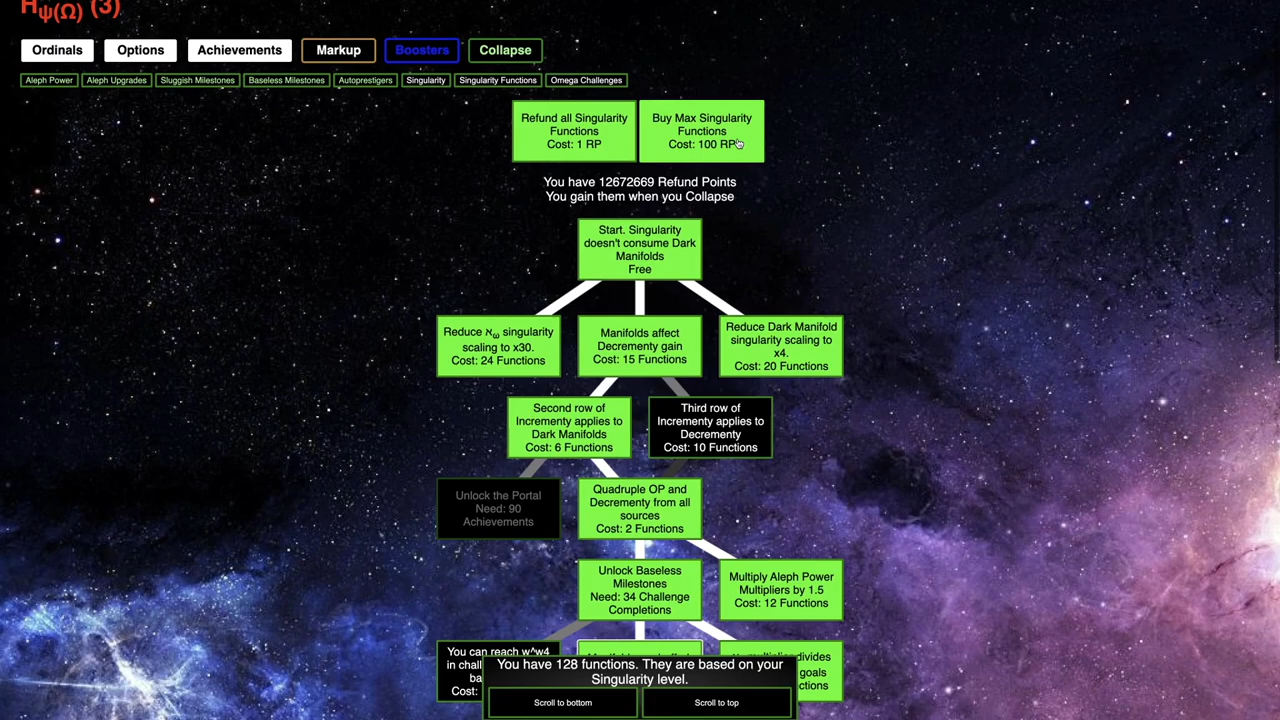 H_ψ(Ω) (3)
Ordinals Options Achievements Markup Boosters Collapse
Aleph Power Aleph Upgrades Sluggish Milestones Baseless Milestones Autoprestigers Singularity Singularity Functions Omega Challenges
Refund all Singularity
Functions
Cost: 1 RP
Buy Max Singularity
Functions
Cost: 100 RP
You have 12672669 Refund Points
You gain them when you Collapse
Start. Singularity
doesn't consume Dark
Manifolds
Free
Reduce ℵω singularity
scaling to x30.
Cost: 24 Functions
Manifolds affect
Decrementy gain
Cost: 15 Functions
Reduce Dark Manifold
singularity scaling to
x4.
Cost: 20 Functions
Second row of
Incrementy applies to
Dark Manifolds
Cost: 6 Functions
Third row of
Incrementy applies to
Decrementy
Cost: 10 Functions
Unlock the Portal
Need: 90
Achievements
Quadruple OP and
Decrementy from all
sources
Cost: 2 Functions
Unlock Baseless
Milestones
Need: 34 Challenge
Completions
Multiply Aleph Power
Multipliers by 1.5
Cost: 12 Functions
You can reach w^w4
in chall
ba
Cost:
divides
goals
ctions
You have 128 functions. They are based on your
Singularity level.
Scroll to bottom
Scroll to top